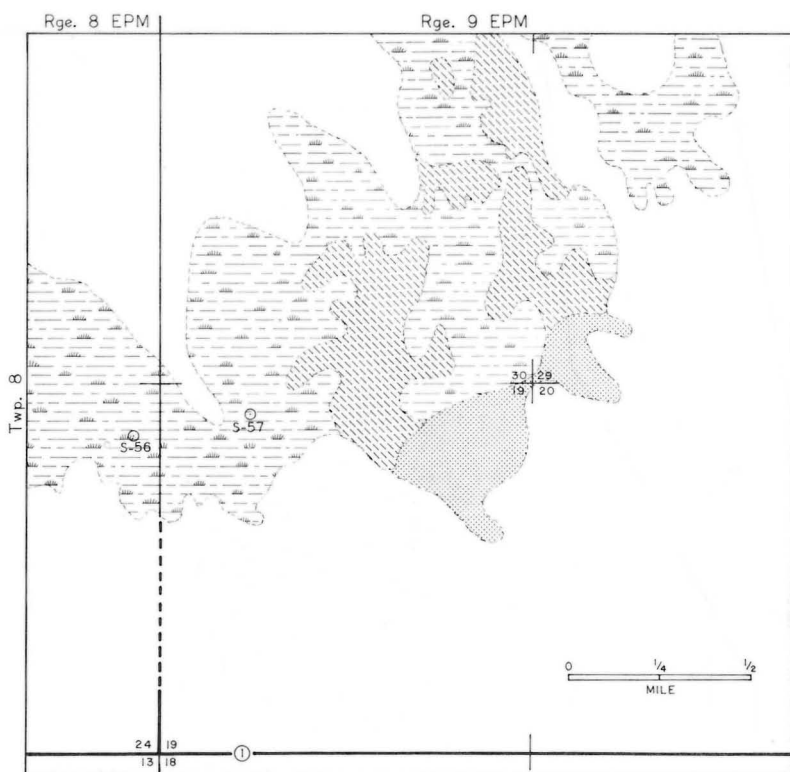 Rge. 8 EPM
Rge. 9 EPM
Twp. 8
30 29
19 20
S-57
S-56
0 1/4 1/2
MILE
24 19
13 18
1